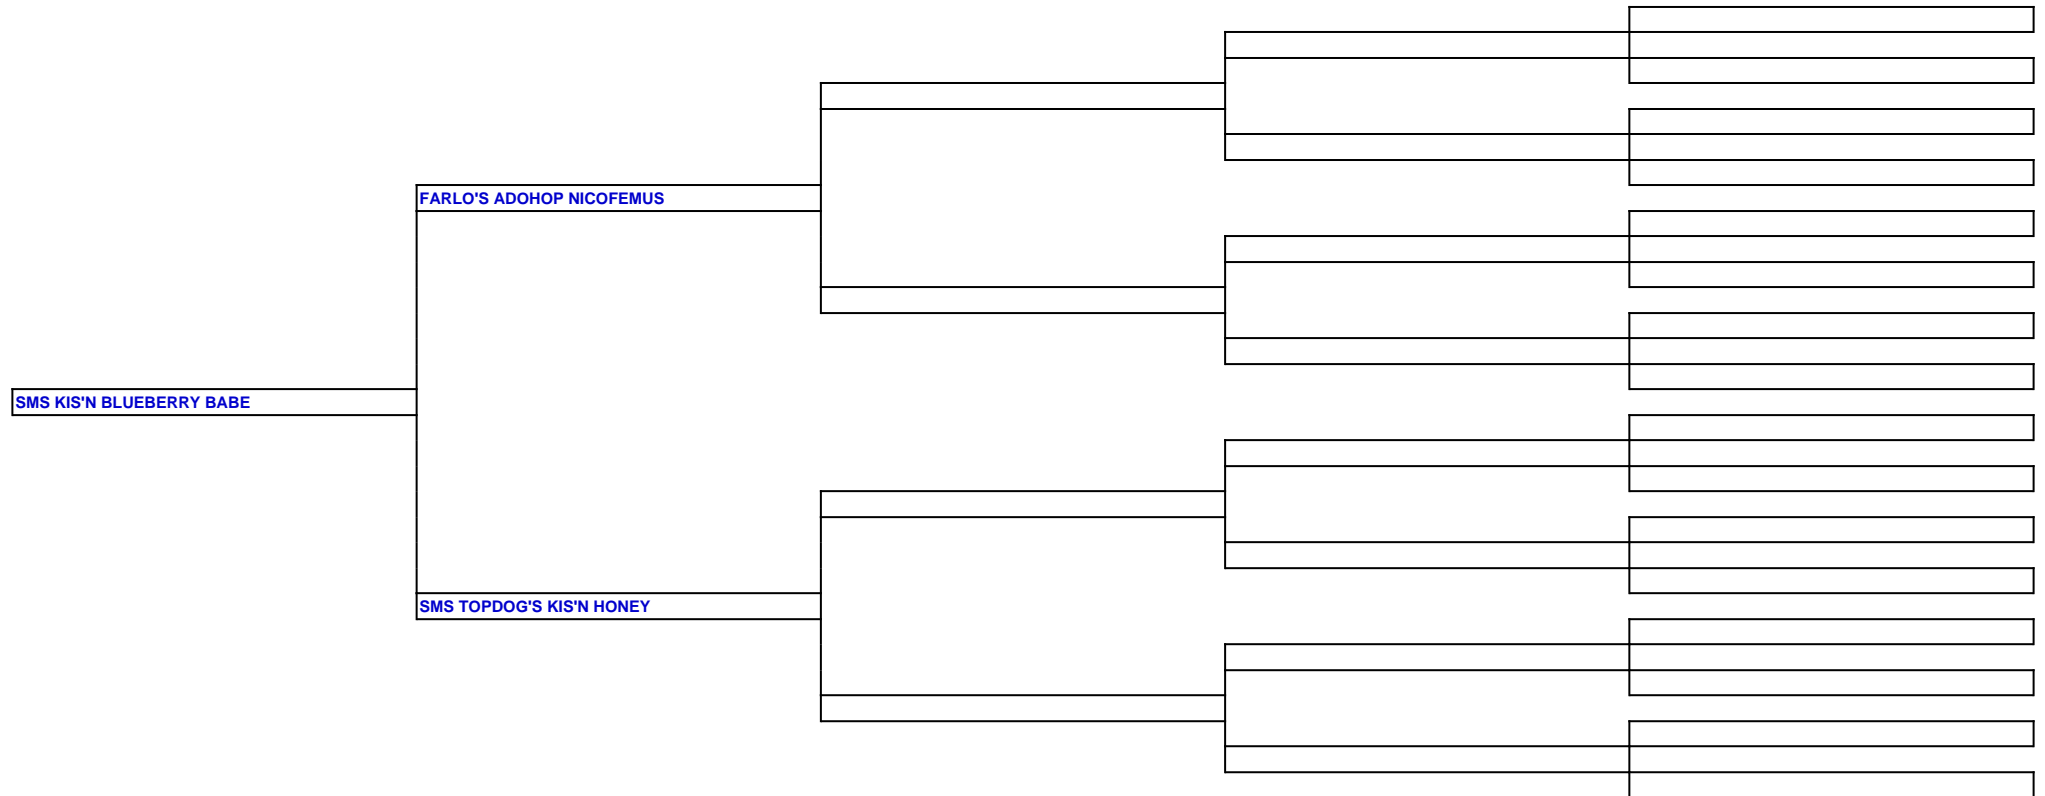 FARLO'S ADOHOP NICOFEMUS
SMS KIS'N BLUEBERRY BABE
SMS TOPDOG'S KIS'N HONEY